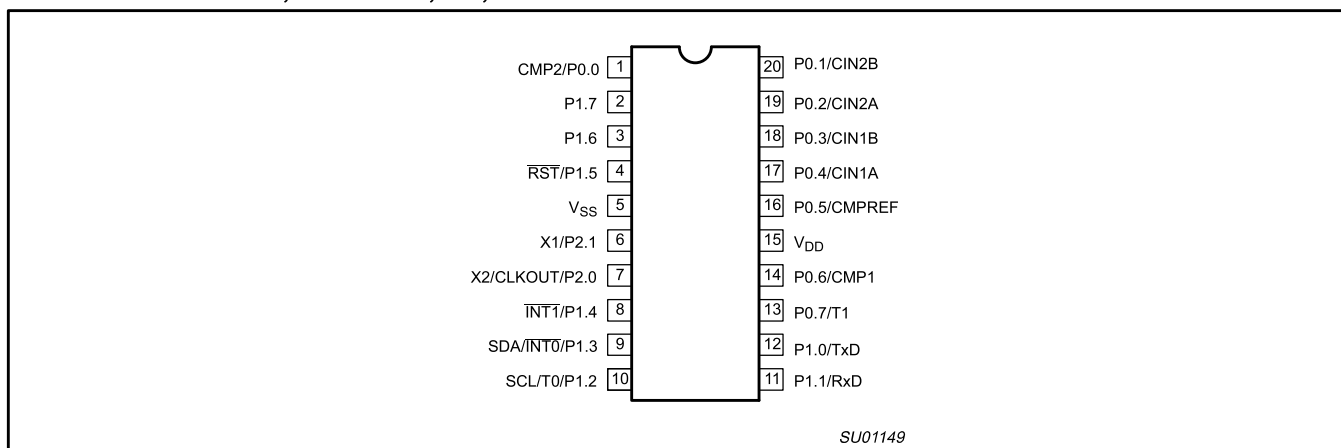 CMP2/P0.0 1
P1.7 2
P1.6 3
R̅S̅T̅/P1.5 4
VSS 5
X1/P2.1 6
X2/CLKOUT/P2.0 7
I̅N̅T̅1̅/P1.4 8
SDA/I̅N̅T̅0̅/P1.3 9
SCL/T0/P1.2 10
20 P0.1/CIN2B
19 P0.2/CIN2A
18 P0.3/CIN1B
17 P0.4/CIN1A
16 P0.5/CMPREF
15 VDD
14 P0.6/CMP1
13 P0.7/T1
12 P1.0/TxD
11 P1.1/RxD
SU01149